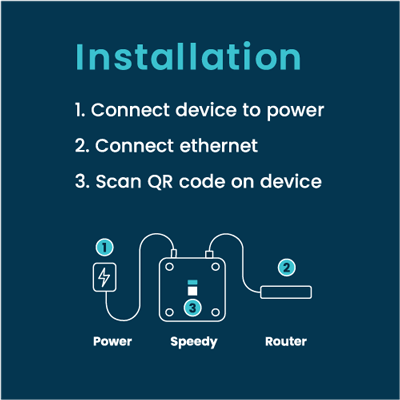 Installation
1. Connect device to power
2. Connect ethernet
3. Scan QR code on device
1
2
3
Power Speedy Router